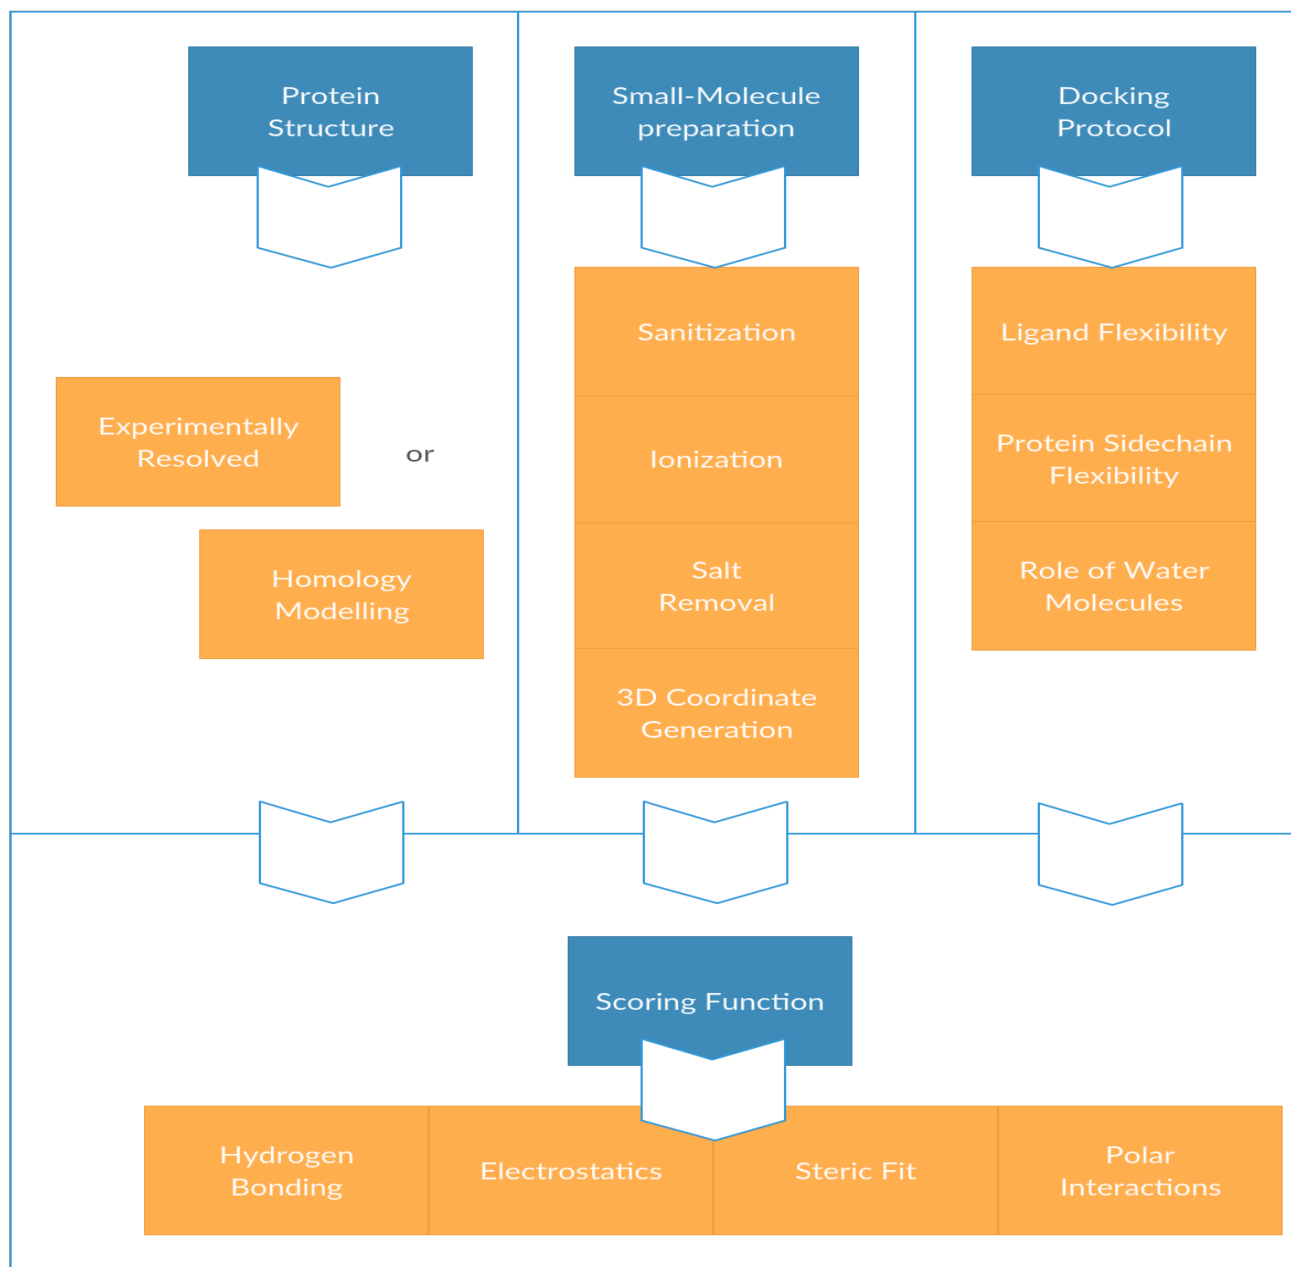 Protein
Structure
Small-Molecule
preparation
Docking
Protocol
Experimentally
Resolved
or
Homology
Modelling
Sanitization
Ionization
Salt
Removal
3D Coordinate
Generation
Ligand Flexibility
Protein Sidechain
Flexibility
Role of Water
Molecules
Scoring Function
Hydrogen
Bonding
Electrostatics
Steric Fit
Polar
Interactions